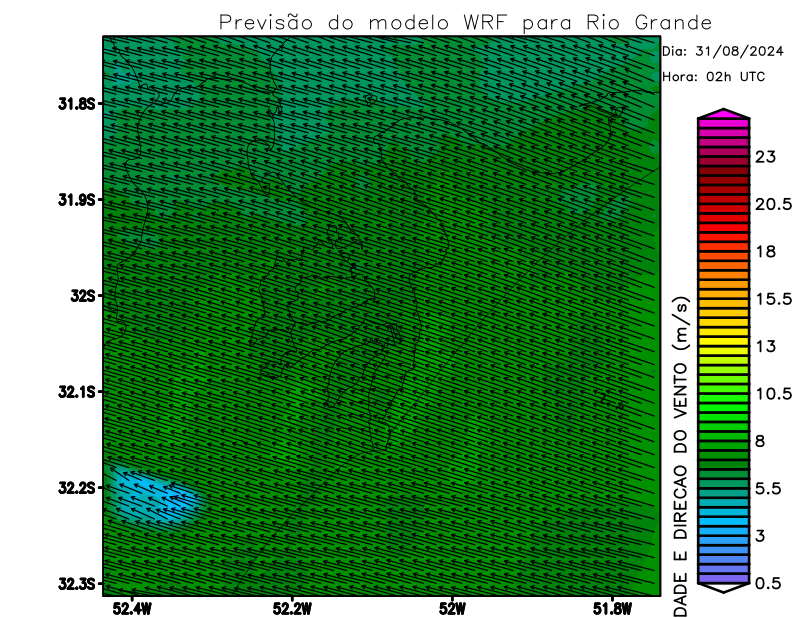 Previsão do modelo WRF para Rio Grande
Dia: 31/08/2024
Hora: 02h UTC
31.8S
31.9S
32S
32.1S
32.2S
32.3S
52.4W
52.2W
52W
51.8W
23
20.5
18
15.5
13
10.5
8
5.5
3
0.5
DADE E DIRECAO DO VENTO (m/s)